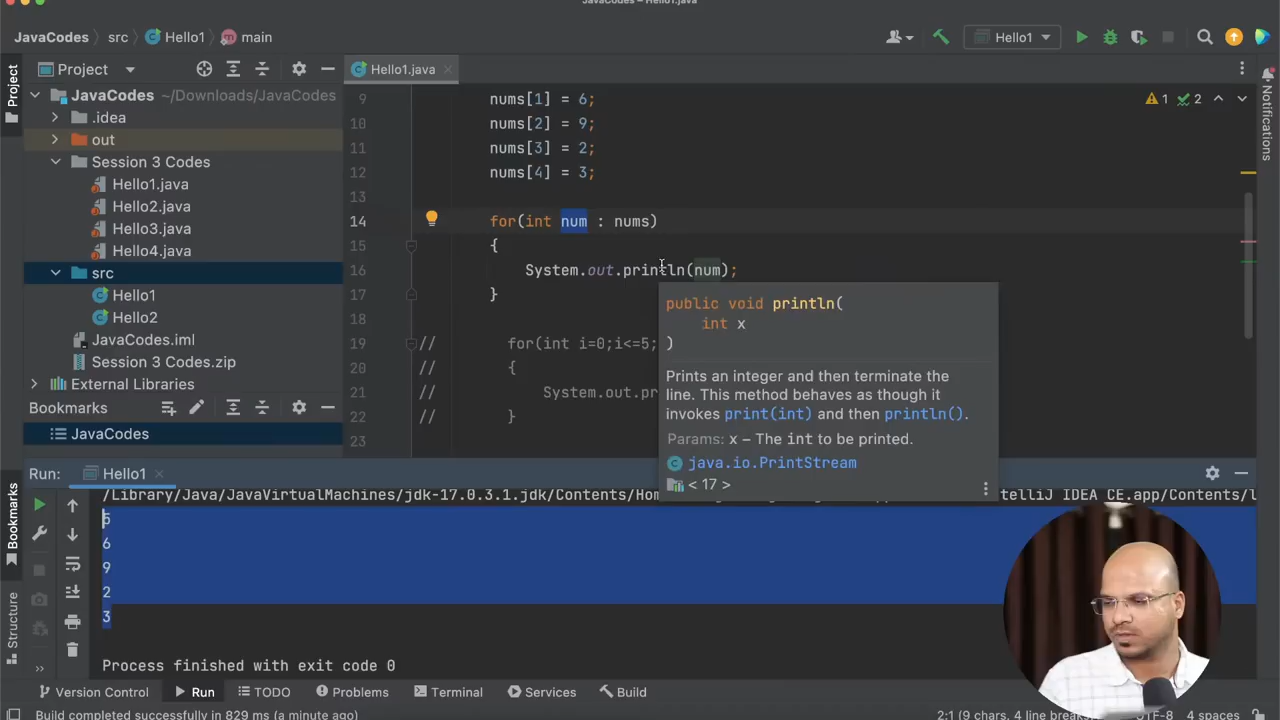 JavaCodes – Hello1.java
JavaCodes src Hello1 main Hello1
Project
Project Hello1.java
Notifications
JavaCodes ~/Downloads/JavaCodes
.idea
out
Session 3 Codes
Hello1.java
Hello2.java
Hello3.java
Hello4.java
src
Hello1
Hello2
JavaCodes.iml
Session 3 Codes.zip
External Libraries
Bookmarks
JavaCodes
1 2
9 nums[1] = 6;
10 nums[2] = 9;
11 nums[3] = 2;
12 nums[4] = 3;
13
14 for(int num : nums)
15 {
16 System.out.println(num);
17 }
18
19 // for(int i=0;i<=5;
20 // {
21 // System.out.pr
22 // }
23
public void println(
int x
)
Prints an integer and then terminate the
line. This method behaves as though it
invokes print(int) and then println().
Params: x – The int to be printed.
java.io.PrintStream
< 17 >
Run: Hello1
Bookmarks
Structure
/Library/Java/JavaVirtualMachines/jdk-17.0.3.1.jdk/Contents/Hom telliJ IDEA CE.app/Contents/l
5
6
9
2
3
Process finished with exit code 0
Version Control Run TODO Problems Terminal Services Build
Build completed successfully in 829 ms (a minute ago) 2:1 (9 chars, 4 line break UTF-8 4 spaces